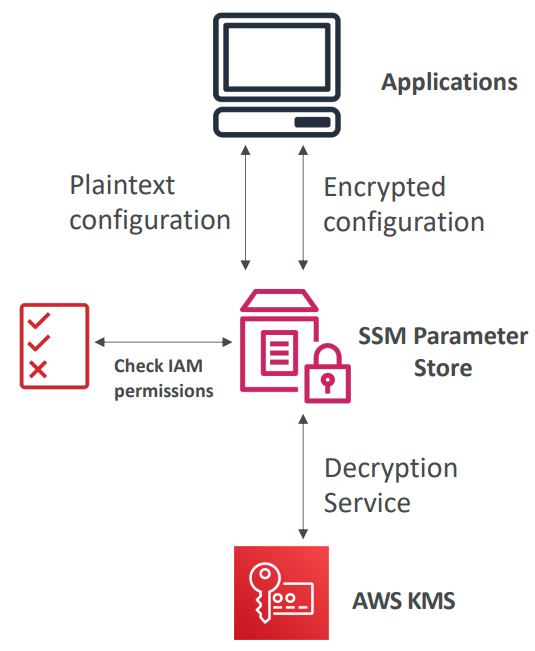 Applications
Plaintext
configuration
Encrypted
configuration
Check IAM
permissions
SSM Parameter
Store
Decryption
Service
AWS KMS